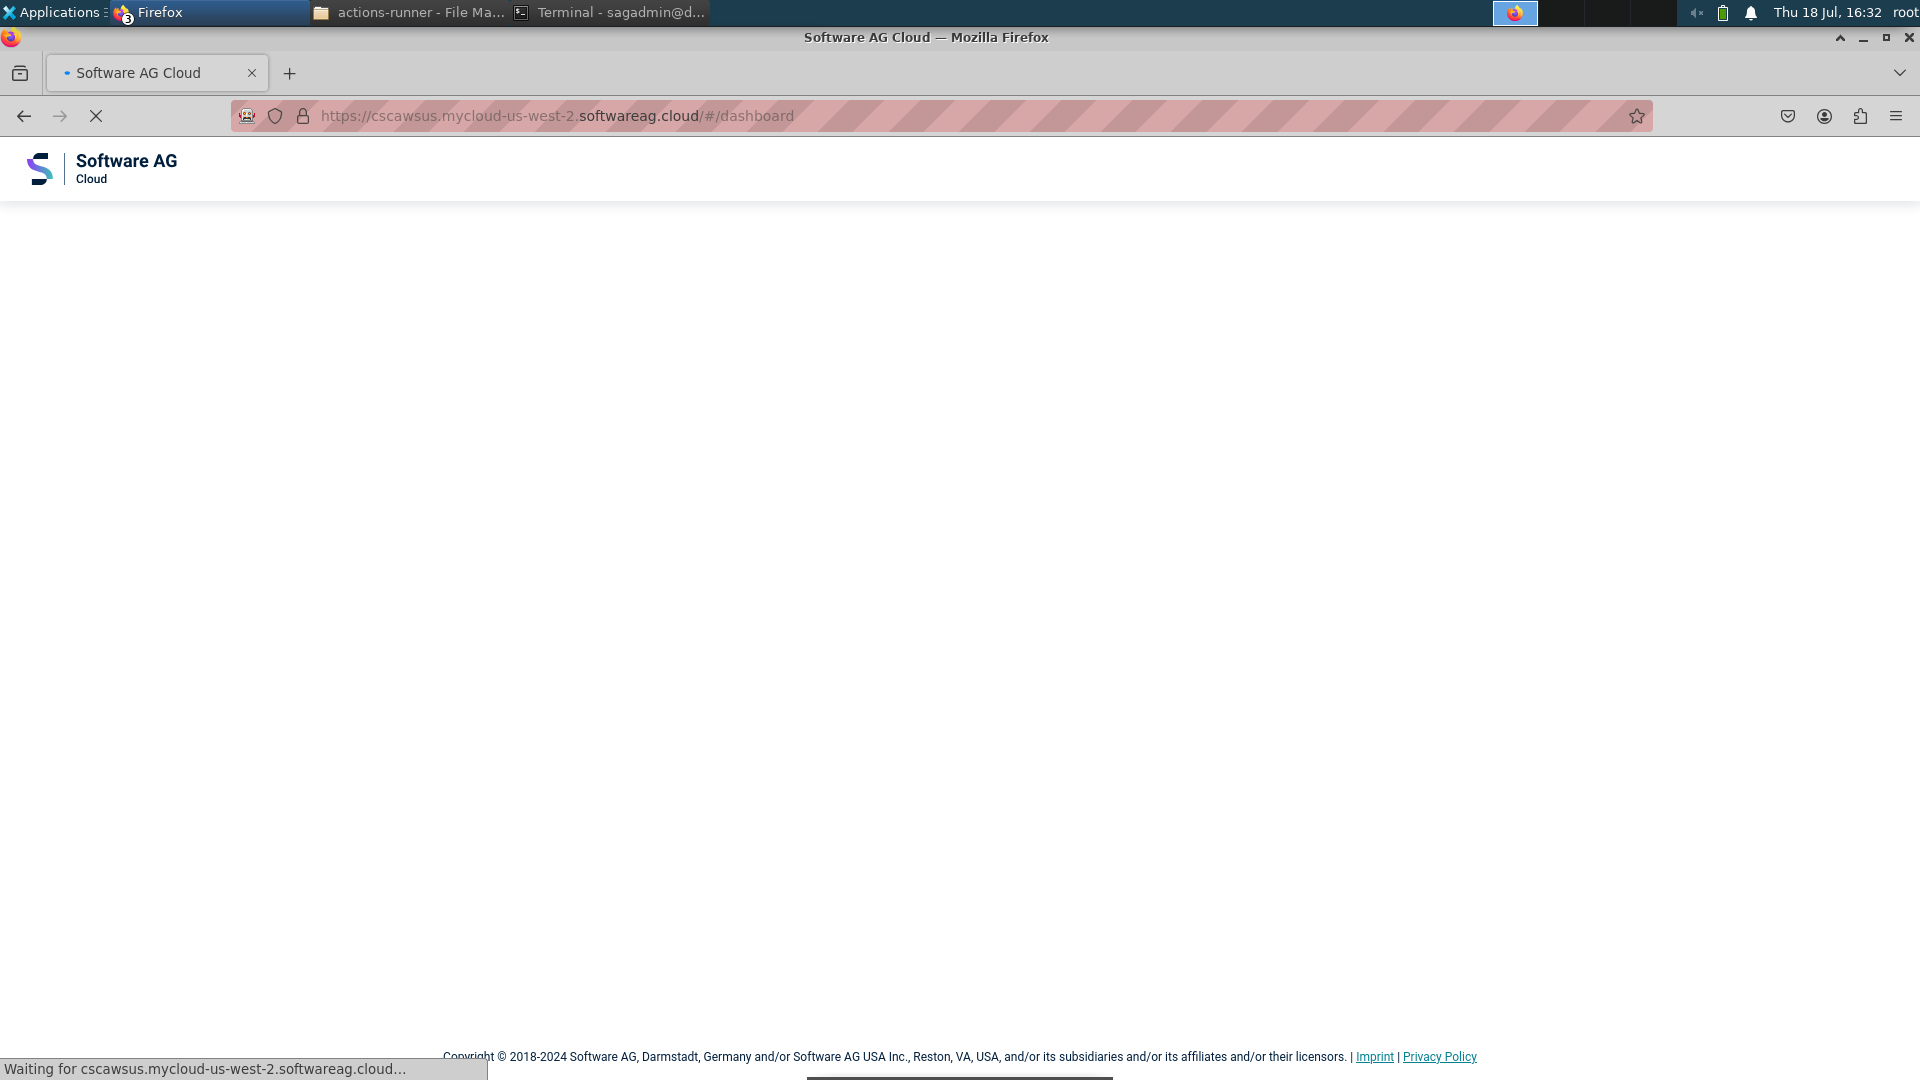 Applications
3
Firefox
actions-runner - File Ma...
Terminal - sagadmin@d...
Thu 18 Jul, 16:32
root
Software AG Cloud — Mozilla Firefox
Software AG Cloud
https://cscawsus.mycloud-us-west-2.softwareag.cloud/#/dashboard
Software AG
Cloud
Copyright © 2018-2024 Software AG, Darmstadt, Germany and/or Software AG USA Inc., Reston, VA, USA, and/or its subsidiaries and/or its affiliates and/or their licensors. | Imprint | Privacy Policy
Waiting for cscawsus.mycloud-us-west-2.softwareag.cloud...